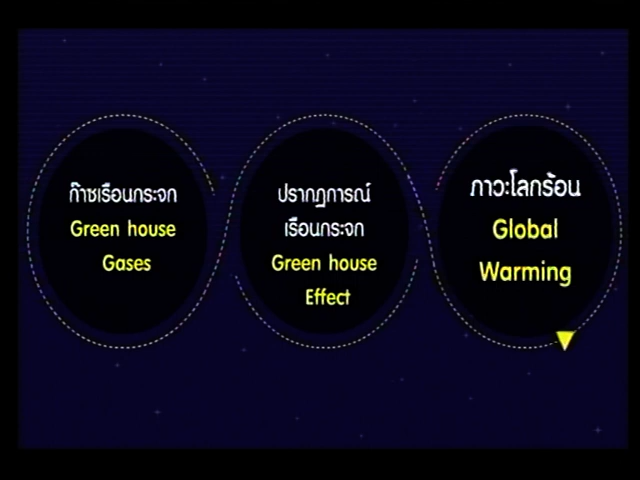 ก๊าซเรือนกระจก
Green house
Gases
ปรากฏการณ์
เรือนกระจก
Green house
Effect
ภาวะโลกร้อน
Global
Warming